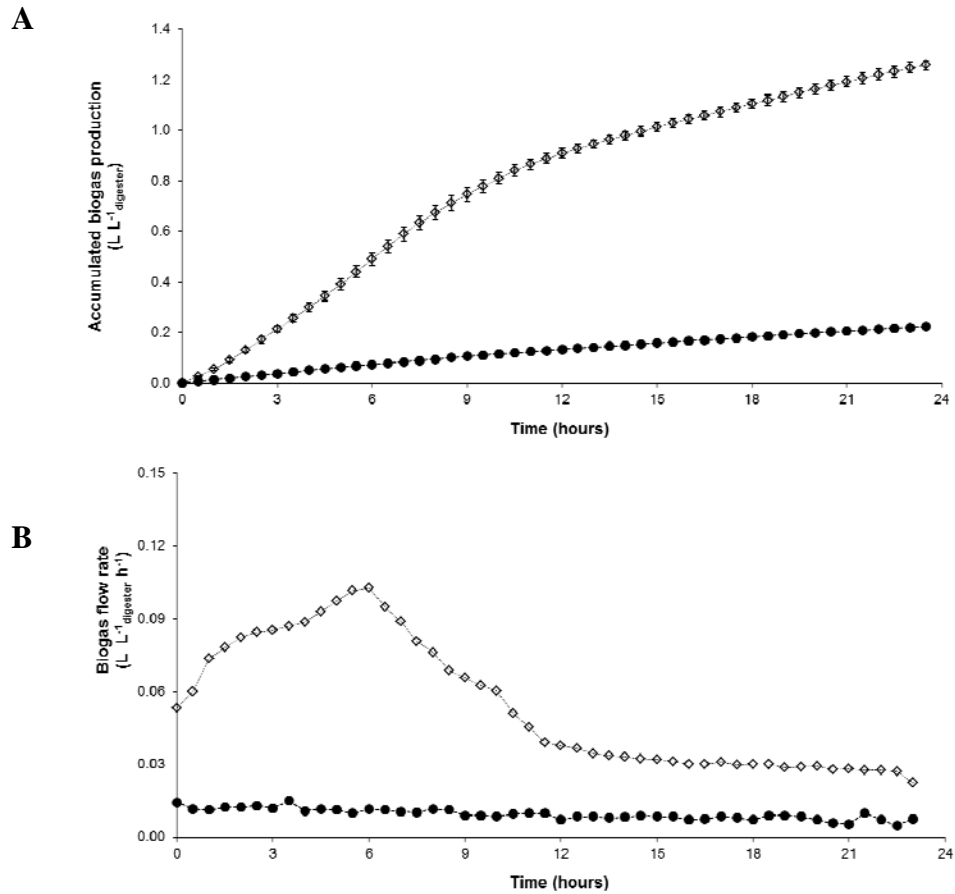 A
Accumulated biogas production
(L L-1digester)
1.4
1.2
1.0
0.8
0.6
0.4
0.2
0.0
0 3 6 9 12 15 18 21 24
Time (hours)
B
Biogas flow rate
(L L-1digester h-1)
0.15
0.12
0.09
0.06
0.03
0.00
0 3 6 9 12 15 18 21 24
Time (hours)